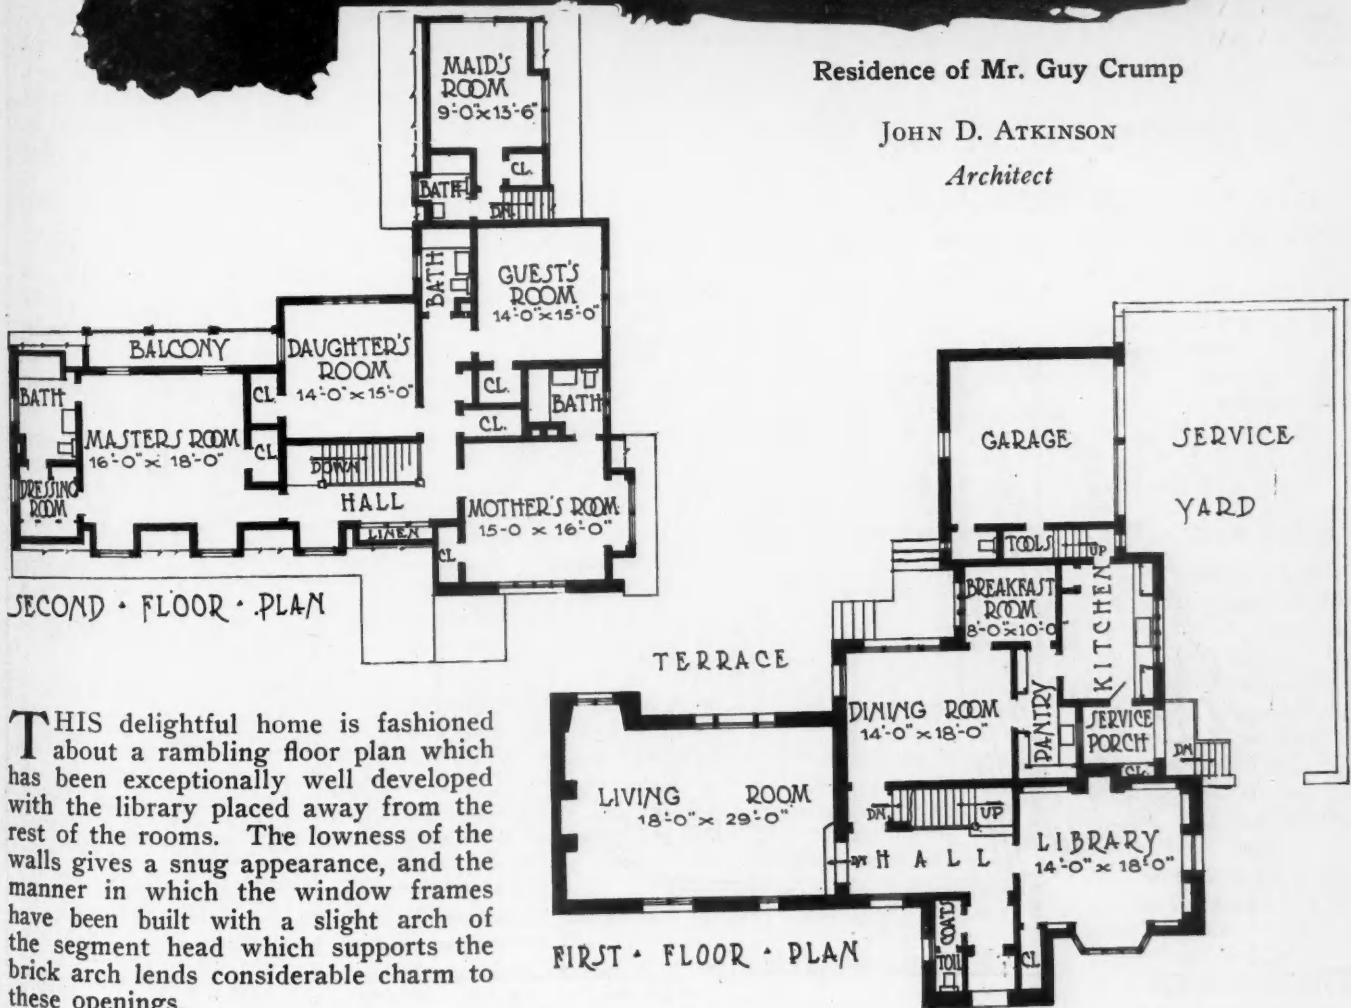 Residence of Mr. Guy Crump
JOHN D. ATKINSON
Architect
MAID'S
ROOM
9'-0" x 13'-6"
CL.
BATH
DN.
BATH
GUEST'S
ROOM
14'-0" x 15'-0"
BALCONY
DAUGHTER'S
ROOM
14'-0" x 15'-0"
CL.
CL.
CL.
BATH
BATH
MASTERS ROOM
16'-0" x 18'-0"
CL.
DRESSING
ROOM
DOWN
HALL
LINEN
MOTHER'S ROOM
15-0 x 16'-0"
CL
SECOND · FLOOR · PLAN
GARAGE
SERVICE
YARD
TOOLS
UP
BREAKFAST
ROOM
8'-0" x 10'-0"
KITCHEN
TERRACE
DINING ROOM
14'-0" x 18'-0"
PANTRY
SERVICE
PORCH
DN.
CL.
LIVING ROOM
18'-0" x 29'-0"
DN.
UP
DN
HALL
LIBRARY
14'-0" x 18'-0"
COATS
TOIL
CL
FIRST · FLOOR · PLAN
THIS delightful home is fashioned
about a rambling floor plan which
has been exceptionally well developed
with the library placed away from the
rest of the rooms. The lowness of the
walls gives a snug appearance, and the
manner in which the window frames
have been built with a slight arch of
the segment head which supports the
brick arch lends considerable charm to
these openings